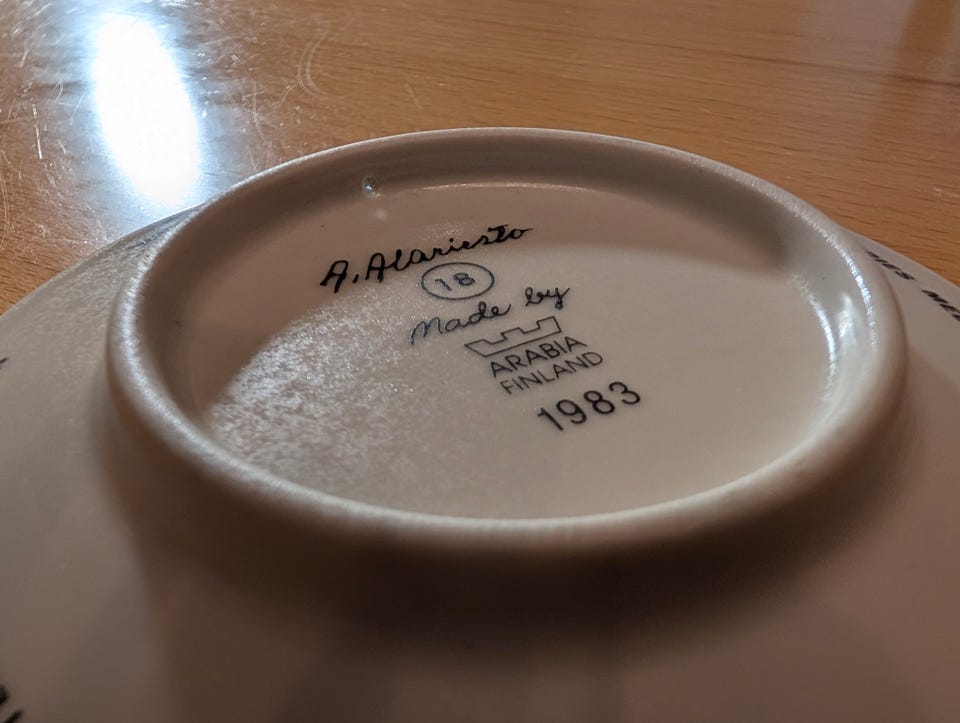 A. Alariesto
18
Made by
ARABIA
FINLAND
1983